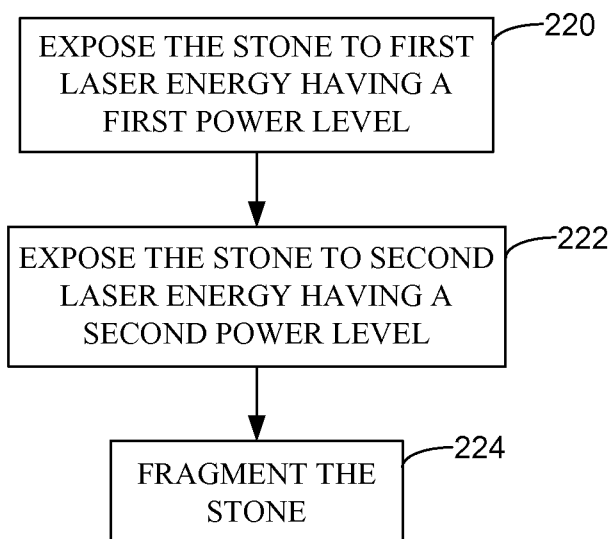 220
EXPOSE THE STONE TO FIRST
LASER ENERGY HAVING A
FIRST POWER LEVEL
222
EXPOSE THE STONE TO SECOND
LASER ENERGY HAVING A
SECOND POWER LEVEL
224
FRAGMENT THE
STONE